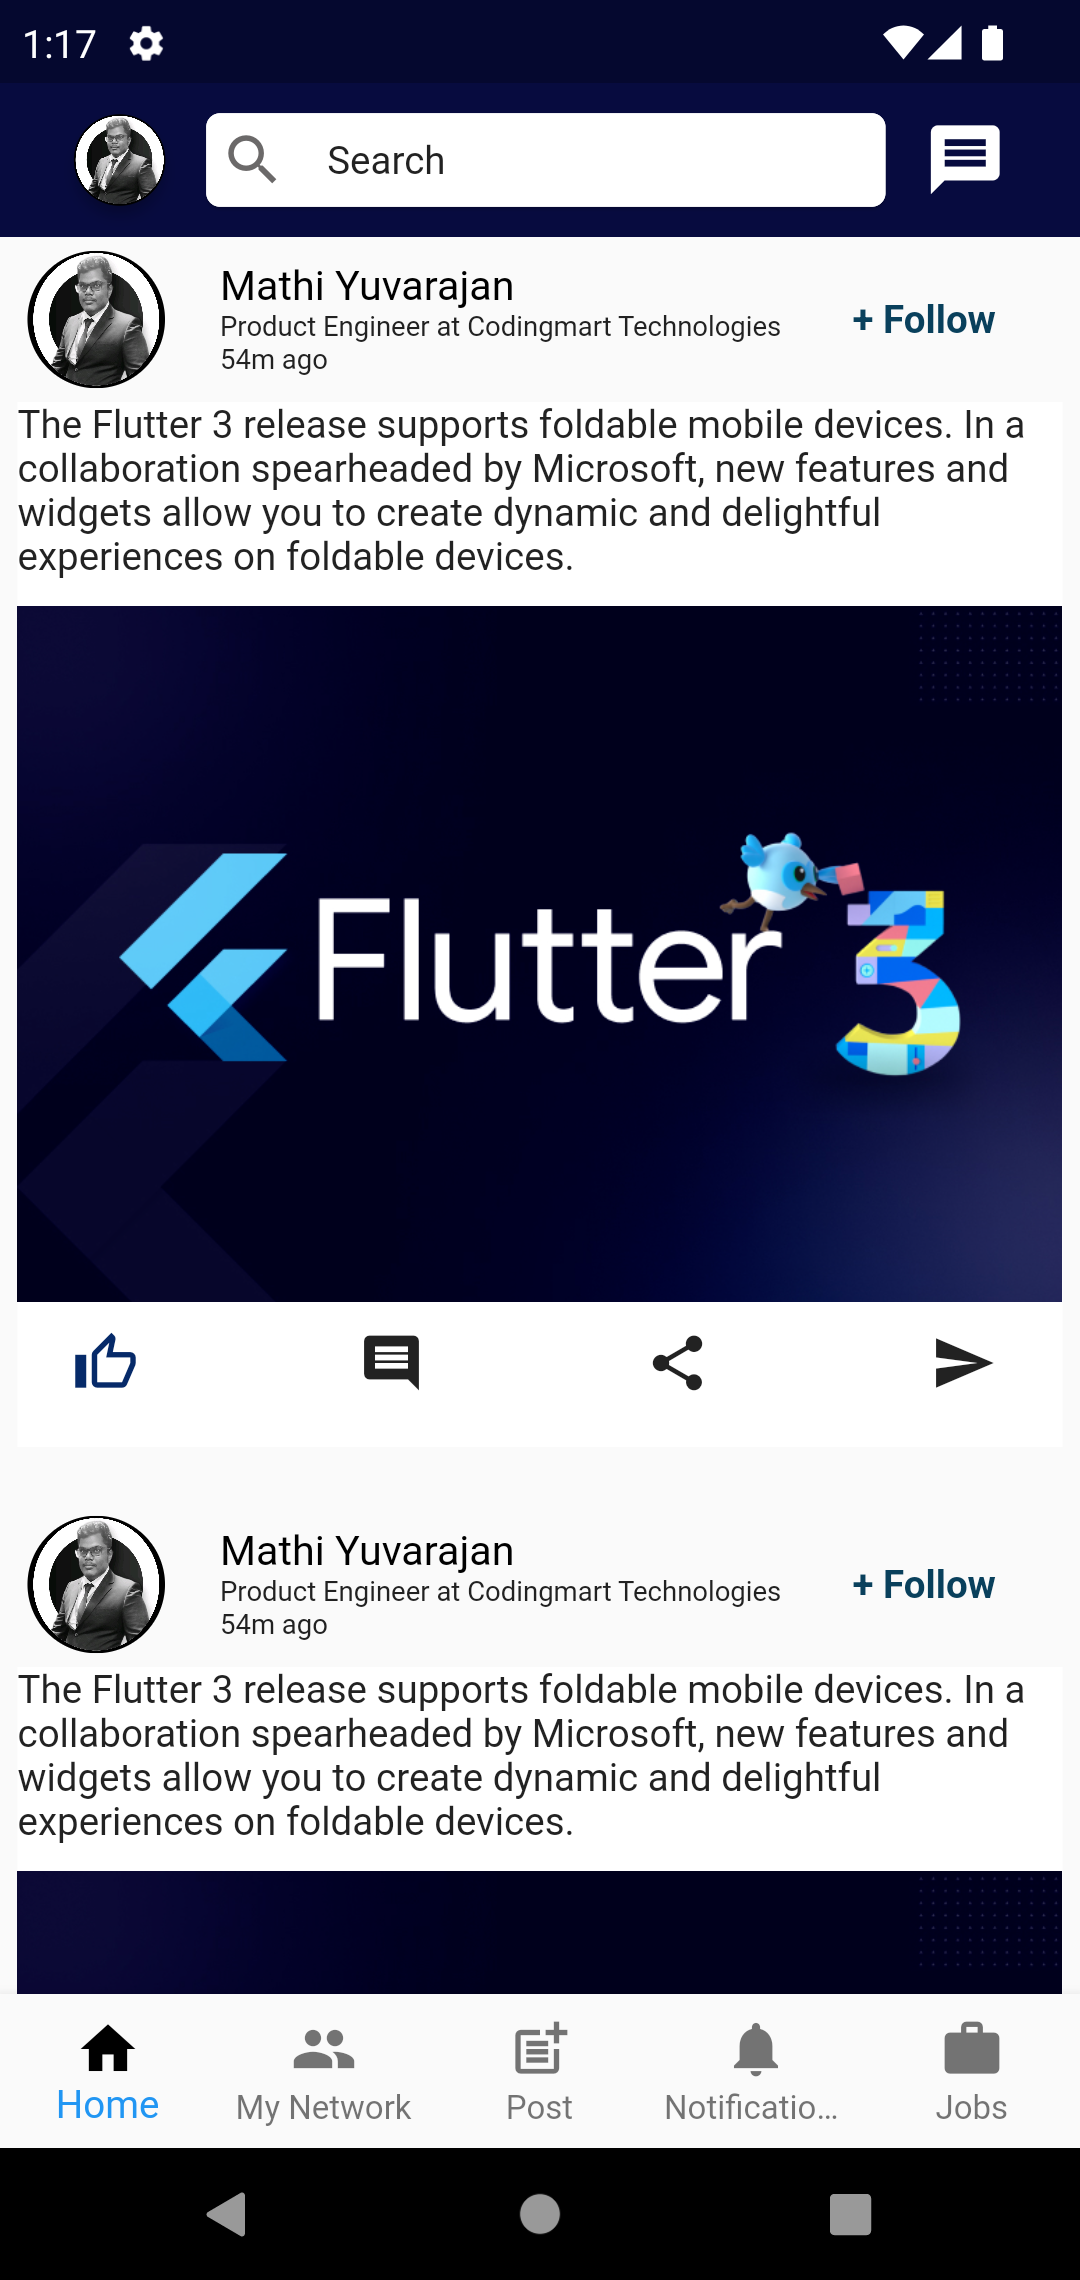 1:17
Search
Mathi Yuvarajan
Product Engineer at Codingmart Technologies
54m ago
+ Follow
The Flutter 3 release supports foldable mobile devices. In a
collaboration spearheaded by Microsoft, new features and
widgets allow you to create dynamic and delightful
experiences on foldable devices.
Flutter 3
Mathi Yuvarajan
Product Engineer at Codingmart Technologies
54m ago
+ Follow
The Flutter 3 release supports foldable mobile devices. In a
collaboration spearheaded by Microsoft, new features and
widgets allow you to create dynamic and delightful
experiences on foldable devices.
Home
My Network
Post
Notificatio...
Jobs